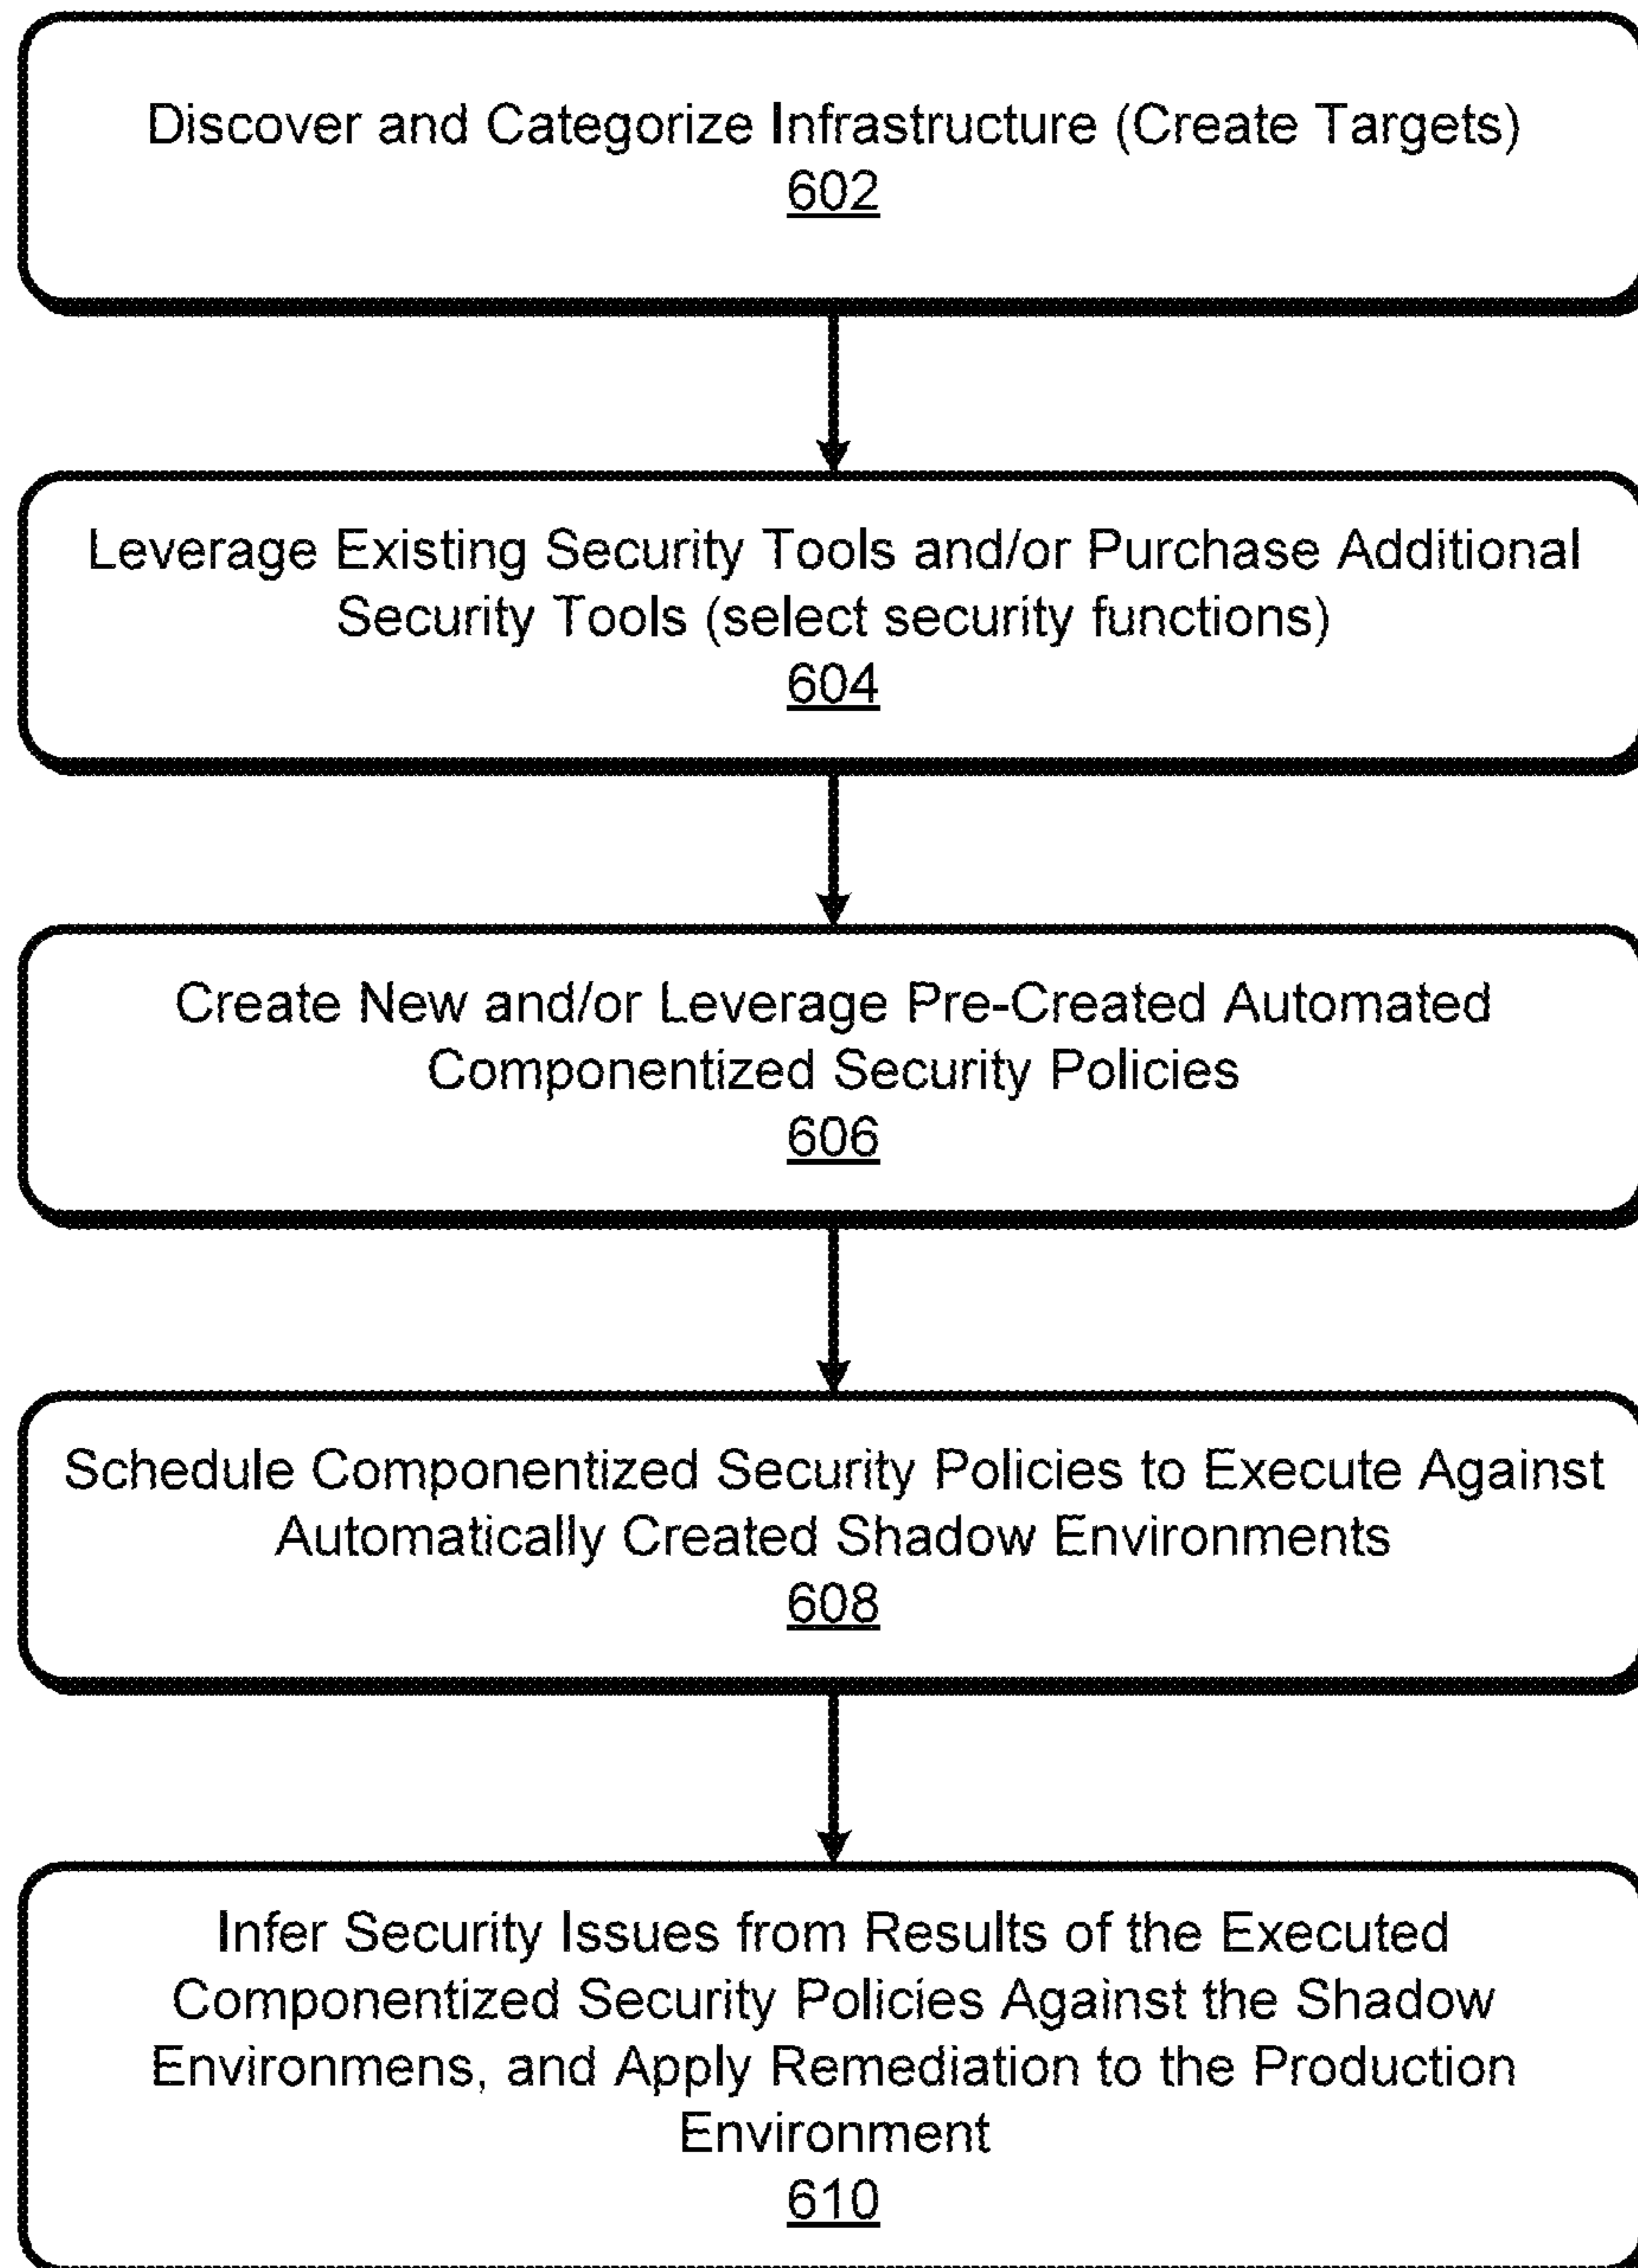 Discover and Categorize Infrastructure (Create Targets)
602
Leverage Existing Security Tools and/or Purchase Additional
Security Tools (select security functions)
604
Create New and/or Leverage Pre-Created Automated
Componentized Security Policies
606
Schedule Componentized Security Policies to Execute Against
Automatically Created Shadow Environments
608
Infer Security Issues from Results of the Executed
Componentized Security Policies Against the Shadow
Environmens, and Apply Remediation to the Production
Environment
610